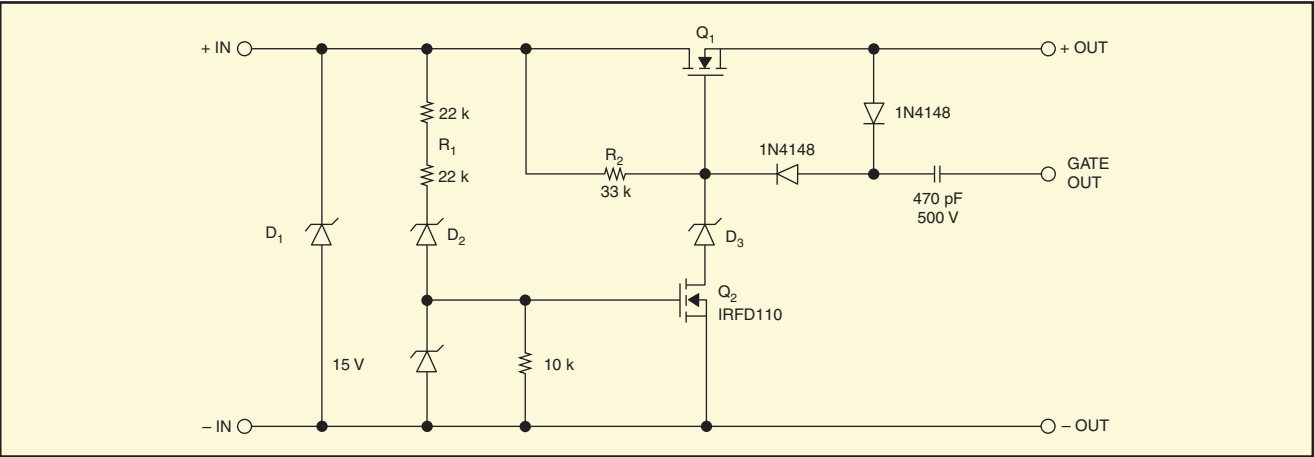 Q1
+ IN
+ OUT
22 k
1N4148
R1
R2
1N4148
GATE
OUT
22 k
33 k
470 pF
500 V
D1
D2
D3
Q2
IRFD110
15 V
10 k
– IN
– OUT